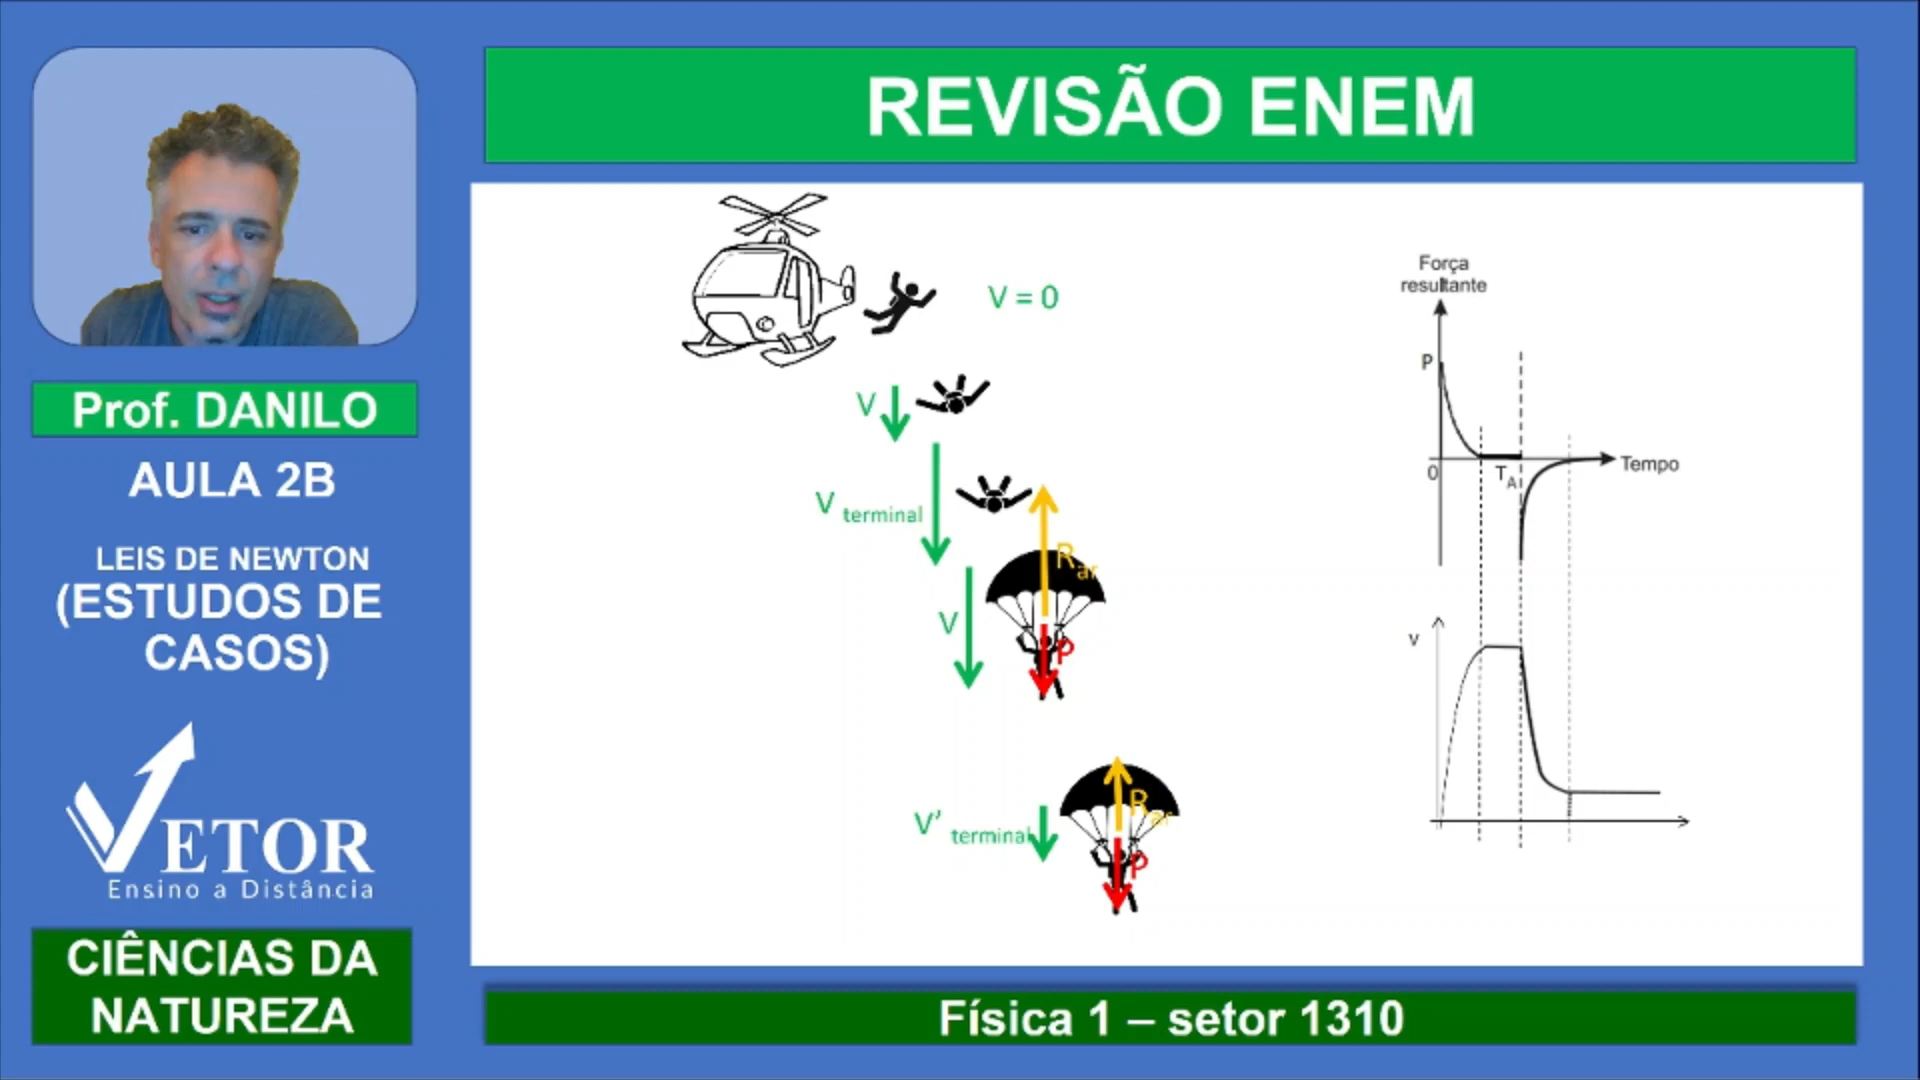 REVISÃO ENEM
Prof. DANILO
AULA 2B
LEIS DE NEWTON
(ESTUDOS DE
CASOS)
VETOR
Ensino a Distância
CIÊNCIAS DA
NATUREZA
V = 0
V
V terminal
R ar
V
P
V' terminal
R ar
P
Força
resultante
P
0
T A
Tempo
v
Física 1 – setor 1310